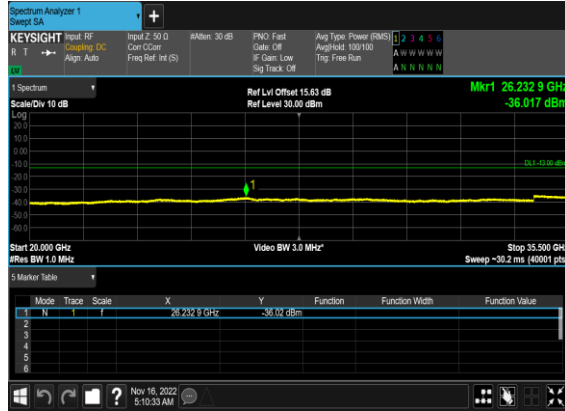 Spectrum Analyzer 1
Swept SA
+
KEYSIGHT Input: RF Input Z: 50 Ω #Atten: 30 dB PNO: Fast Avg Type: Power (RMS) 1 2 3 4 5 6
R T Coupling: DC Corr CCorr Gate: Off Avg|Hold: 100/100 A W W W W W
Align: Auto Freq Ref: Int (S) IF Gain: Low Trig: Free Run
Sig Track: Off A N N N N N
1 Spectrum Ref Lvl Offset 15.63 dB Mkr1 26.232 9 GHz
Scale/Div 10 dB Ref Level 30.00 dBm -36.017 dBm
Log
20.0
10.0
0.00
-10.0
DL1 -13.00 dBm
-20.0
1
-30.0
-40.0
-50.0
-60.0
Start 20.000 GHz Video BW 3.0 MHz* Stop 35.500 GHz
#Res BW 1.0 MHz Sweep ~30.2 ms (40001 pts)
5 Marker Table
Mode Trace Scale X Y Function Function Width Function Value
1 N 1 f 26.232 9 GHz -36.02 dBm
2
3
4
5
6
? Nov 16, 2022
5:10:33 AM